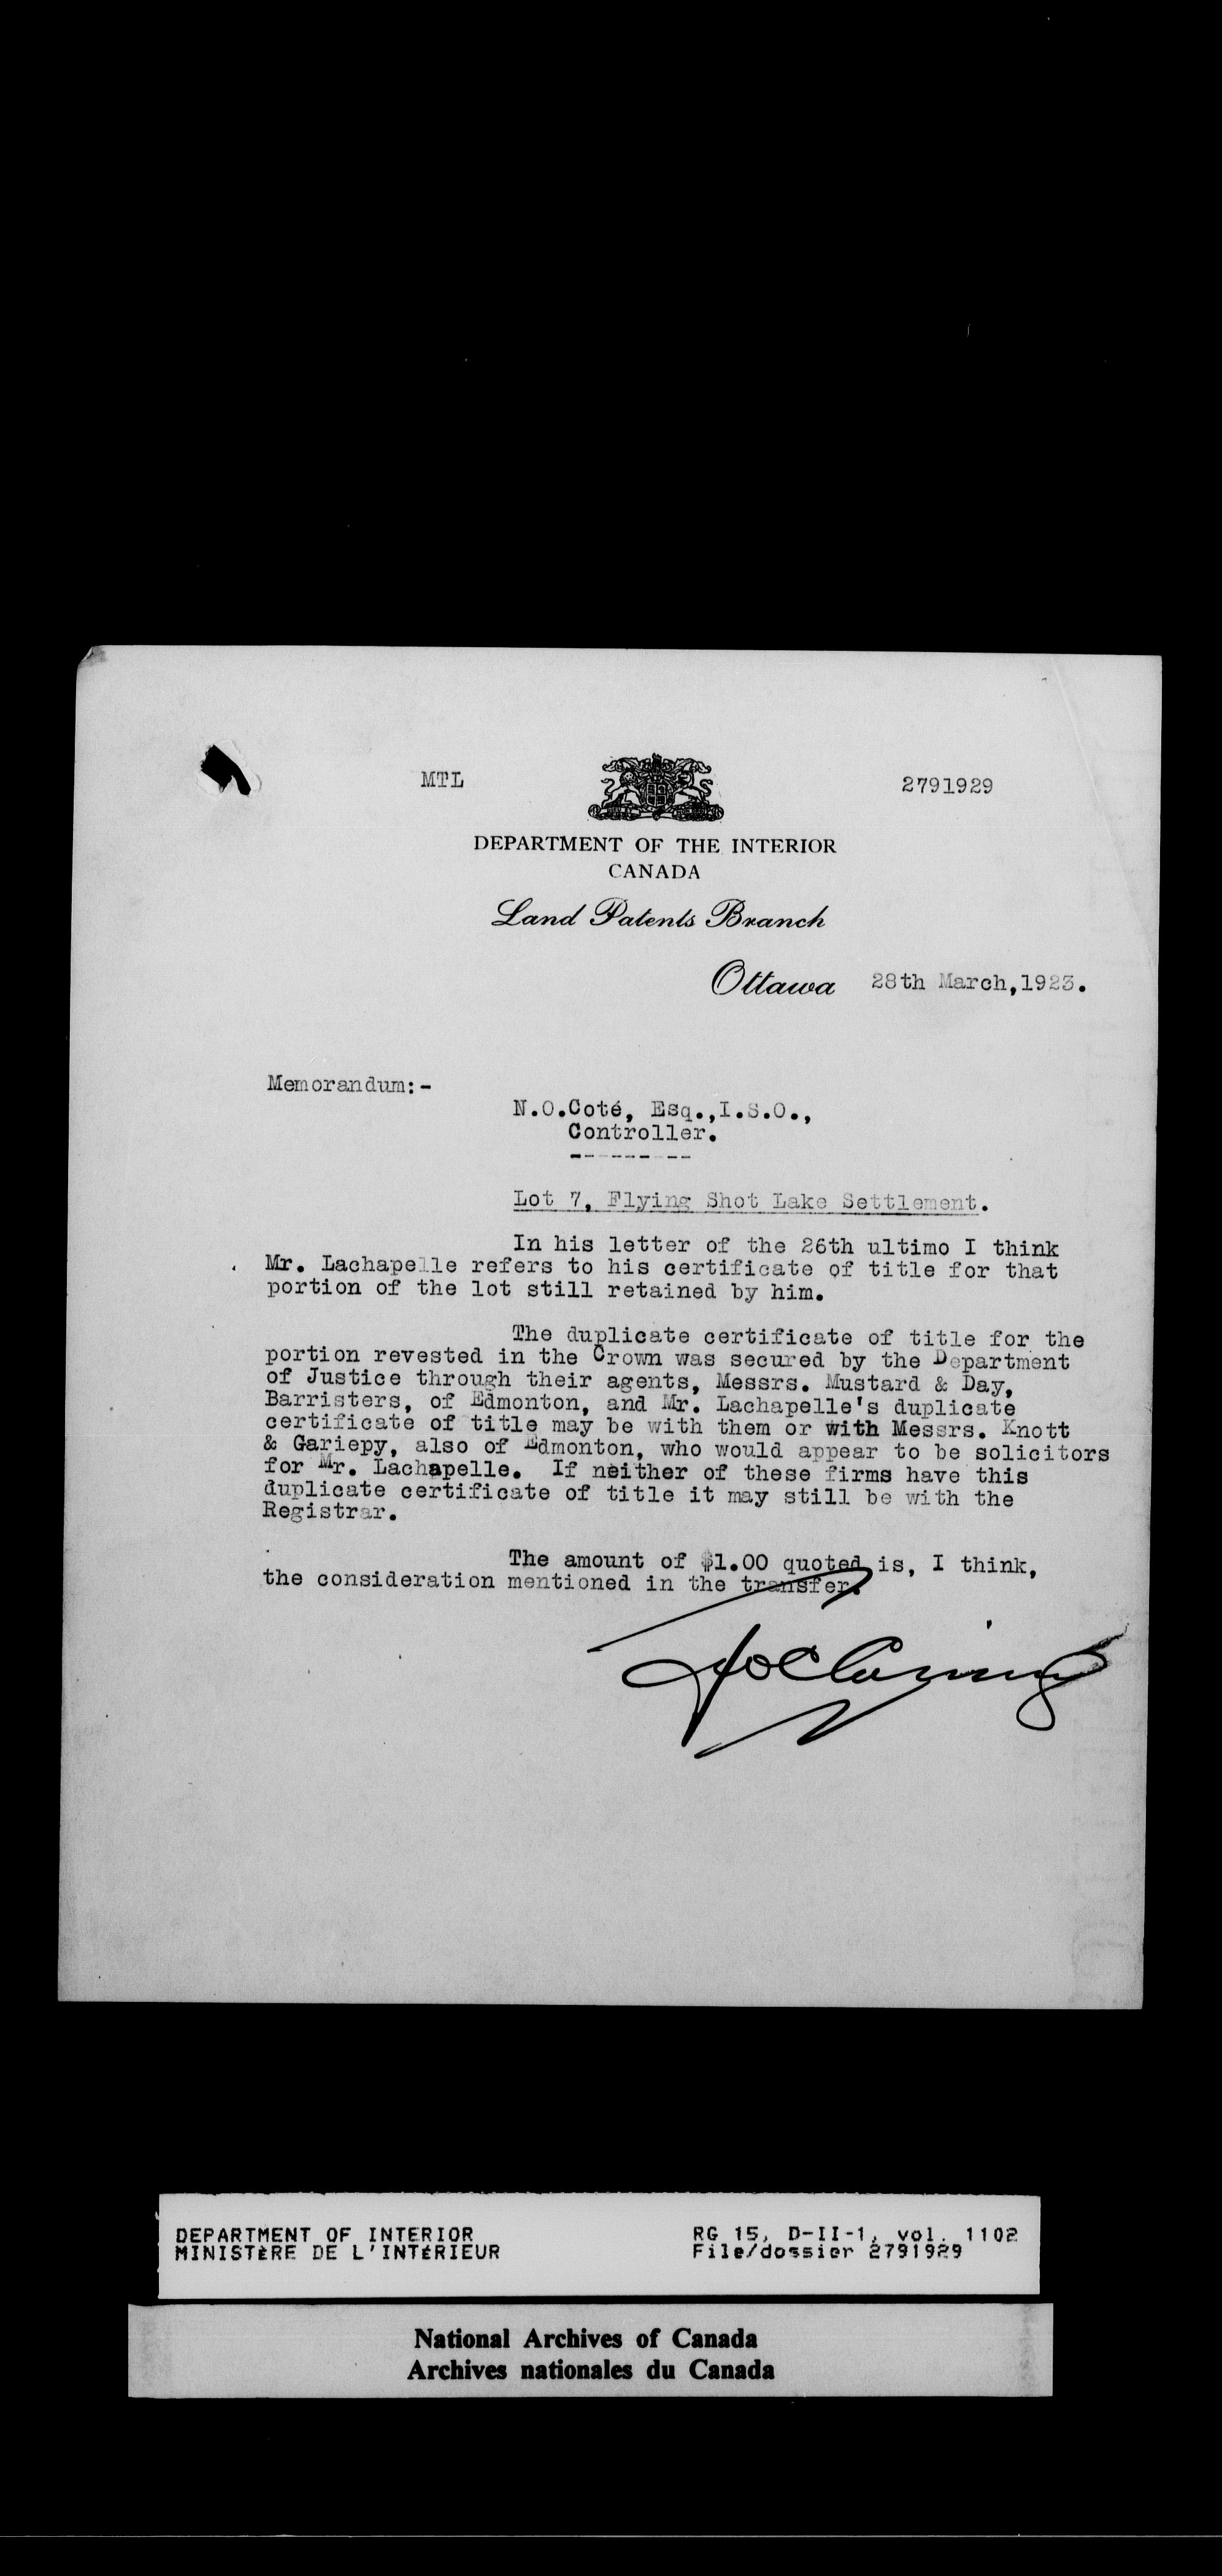 MTL
2791929
DEPARTMENT OF THE INTERIOR
CANADA
Land Patents Branch
Ottawa 28th March, 1923.
Memorandum:-
N.O.Coté, Esq., I.S.O.,
Controller.
---------
Lot 7, Flying Shot Lake Settlement.
In his letter of the 26th ultimo I think
Mr. Lachapelle refers to his certificate of title for that
portion of the lot still retained by him.
The duplicate certificate of title for the
portion revested in the Crown was secured by the Department
of Justice through their agents, Messrs. Mustard & Day,
Barristers, of Edmonton, and Mr. Lachapelle's duplicate
certificate of title may be with them or with Messrs. Knott
& Gariepy, also of Edmonton, who would appear to be solicitors
for Mr. Lachapelle. If neither of these firms have this
duplicate certificate of title it may still be with the
Registrar.
The amount of $1.00 quoted is, I think,
the consideration mentioned in the transfer.
DEPARTMENT OF INTERIOR
MINISTÈRE DE L'INTÉRIEUR
RG 15, D-II-1, vol. 1102
File/dossier 2791929
National Archives of Canada
Archives nationales du Canada